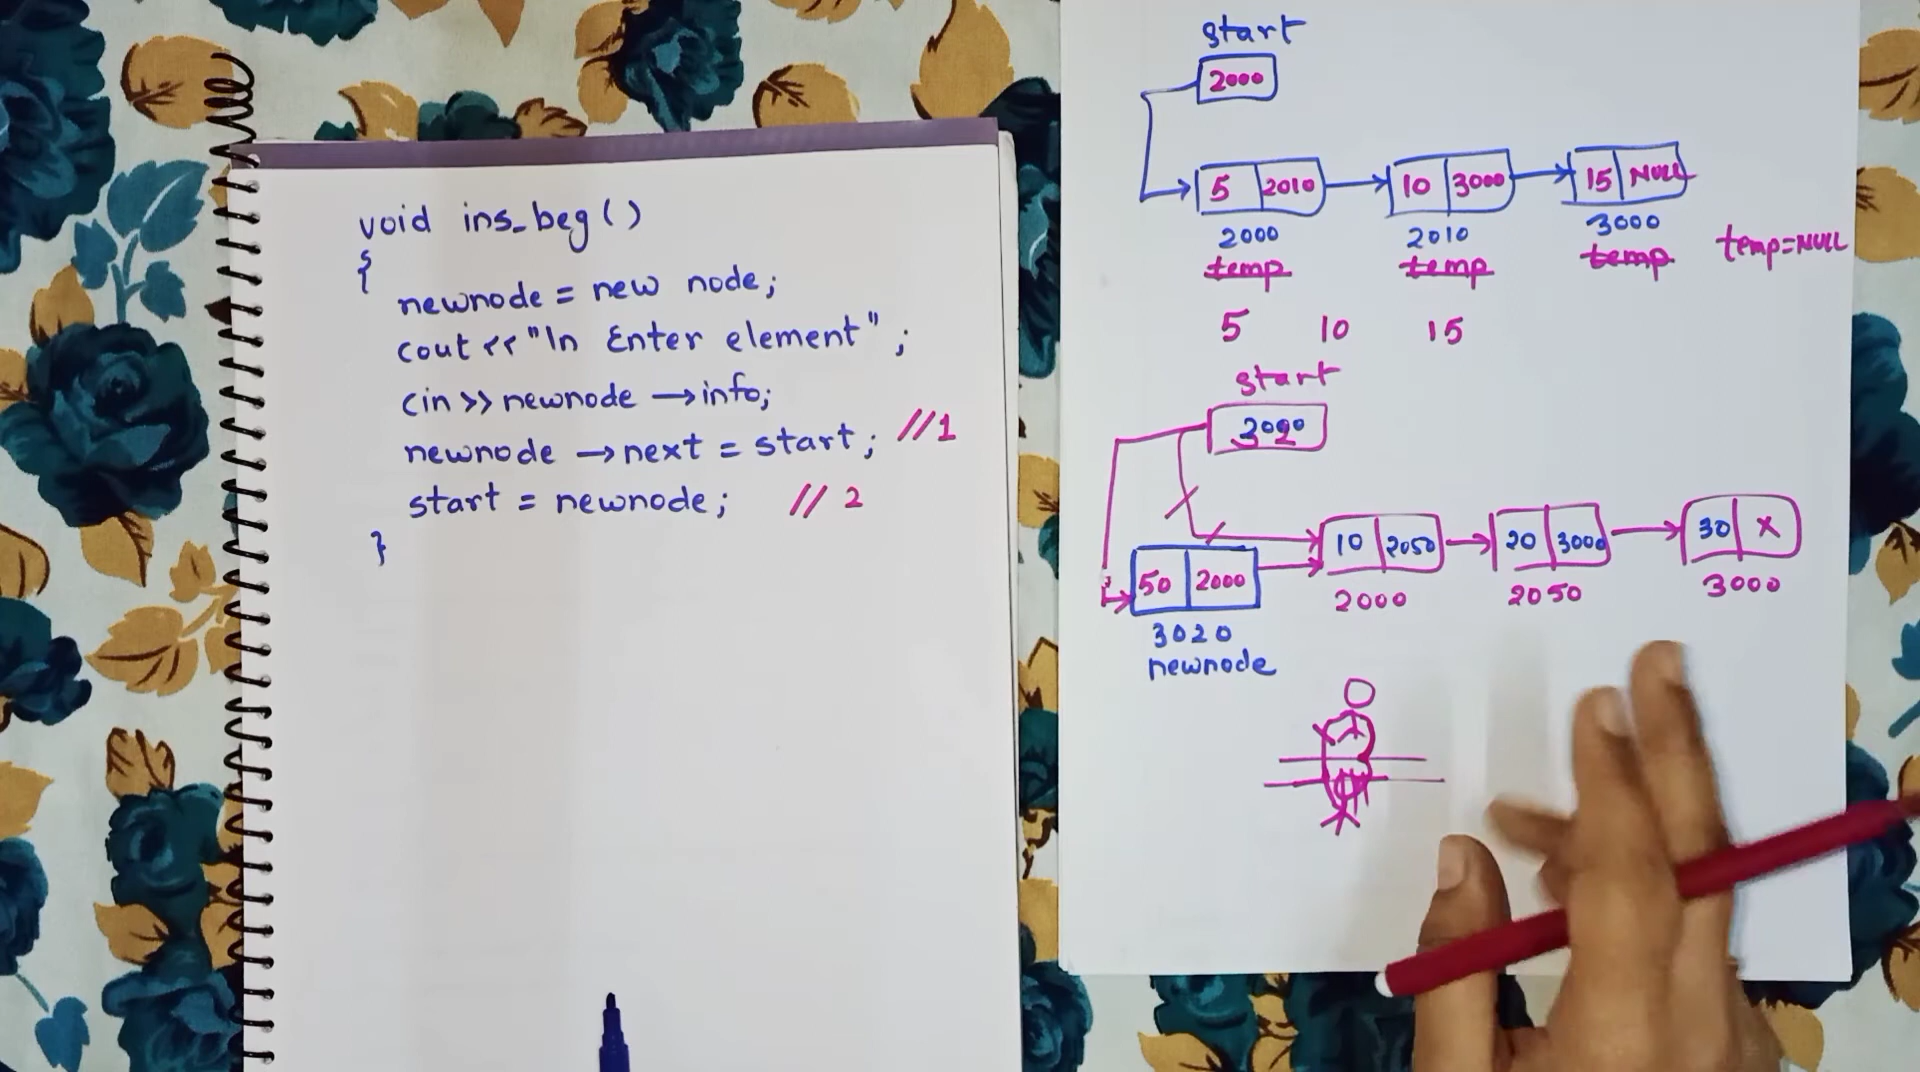 void ins_beg()
{
newnode = new node;
cout << "\n Enter element";
cin >> newnode → info;
newnode → next = start; //1
start = newnode; // 2
}
start
2000
5 2010 10 3000 15 NULL
2000 2010 3000
temp temp temp temp=NULL
5 10 15
start
3020
10 2050 20 3000 30 X
50 2000
2000 2050 3000
3020
newnode